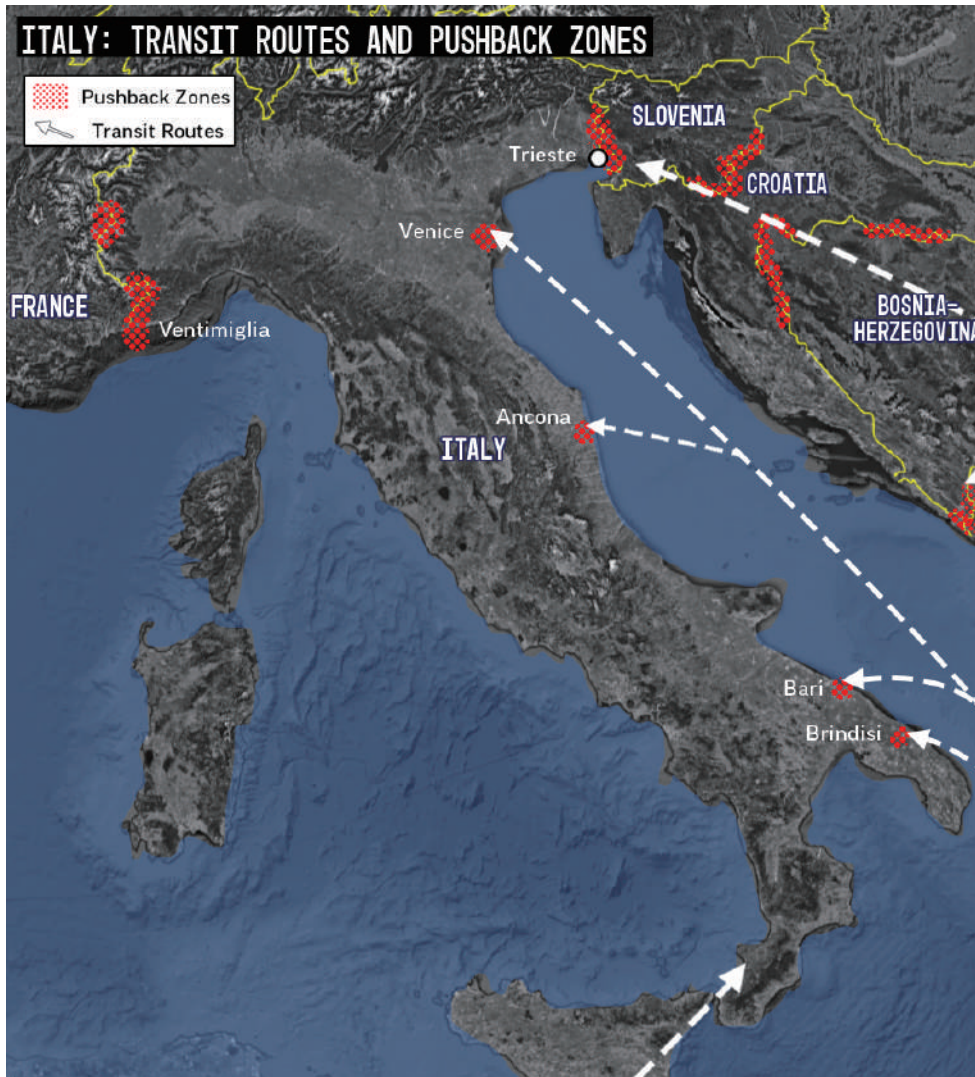 ITALY: TRANSIT ROUTES AND PUSHBACK ZONES
Pushback Zones
Transit Routes
SLOVENIA
Trieste
CROATIA
Venice
FRANCE
BOSNIA-
HERZEGOVINA
Ventimiglia
Ancona
ITALY
Bari
Brindisi